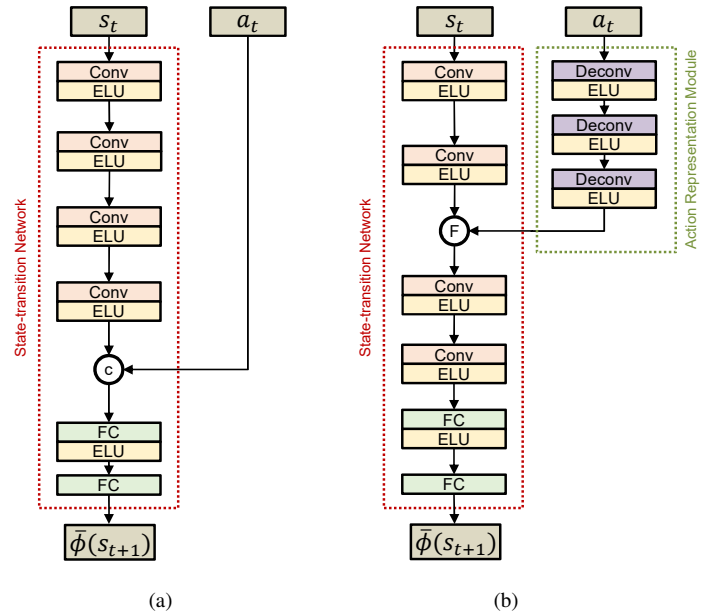 s_t
a_t
State-transition Network
Conv
ELU
Conv
ELU
Conv
ELU
Conv
ELU
c
FC
ELU
FC
ϕ̄(s_{t+1})
(a)
s_t
a_t
State-transition Network
Conv
ELU
Conv
ELU
F
Conv
ELU
Conv
ELU
FC
ELU
FC
ϕ̄(s_{t+1})
Deconv
ELU
Deconv
ELU
Deconv
ELU
Action Representation Module
(b)